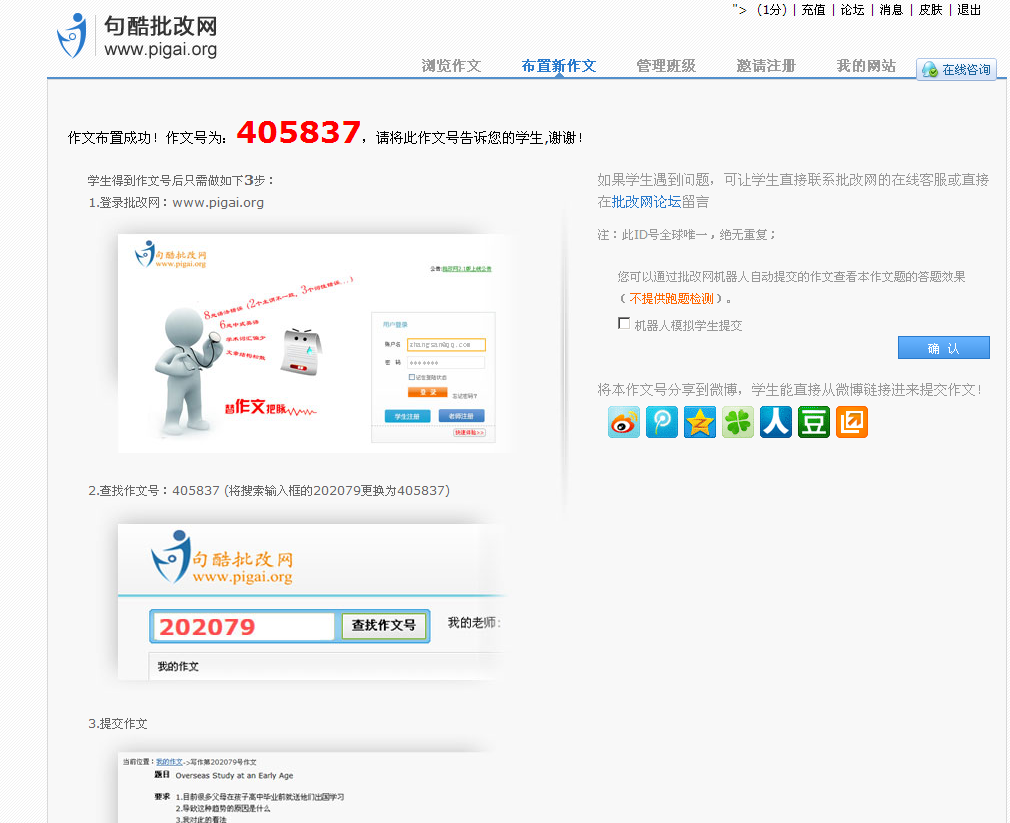 "> (1分) | 充值 | 论坛 | 消息 | 皮肤 | 退出
句酷批改网
www.pigai.org
浏览作文 布置新作文 管理班级 邀请注册 我的网站 在线咨询
作文布置成功！作文号为：405837，请将此作文号告诉您的学生,谢谢！
学生得到作文号后只需做如下3步：
1.登录批改网：www.pigai.org
句酷批改网
www.pigai.org
公告:批改网2.1版上线公告
8处语法错误（2个主谓不一致，3个词性错误...）
6处中式英语
学术词汇偏少
文章结构松散
替作文把脉
用户登录
账户名 zhangsan@qq.com
密 码 *******
记住登陆状态
登 录 忘记密码？
学生注册 老师注册
快速体验>>
2.查找作文号：405837 (将搜索输入框的202079更换为405837)
句酷批改网
www.pigai.org
202079 查找作文号 我的老师:
我的作文
3.提交作文
当前位置：我的作文->写作第202079号作文
题目 Overseas Study at an Early Age
要求 1.目前很多父母在孩子高中毕业前就送他们出国学习
2.导致这种趋势的原因是什么
3.我对此的看法
如果学生遇到问题，可让学生直接联系批改网的在线客服或直接
在批改网论坛留言
注：此ID号全球唯一，绝无重复；
您可以通过批改网机器人自动提交的作文查看本作文题的答题效果
（不提供跑题检测）。
机器人模拟学生提交
确 认
将本作文号分享到微博，学生能直接从微博链接进来提交作文！
人
豆